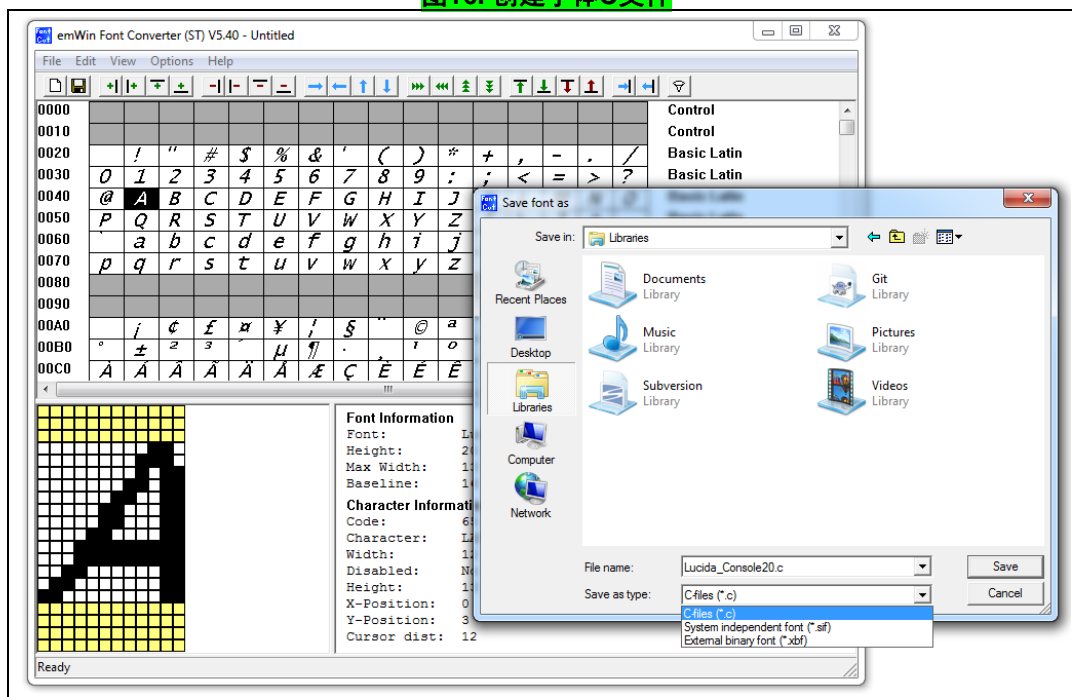 emWin Font Converter (ST) V5.40 - Untitled
File Edit View Options Help
0000 Control
0010 Control
0020 ! " # $ % & ' ( ) * + , - . / Basic Latin
0030 0 1 2 3 4 5 6 7 8 9 : ; < = > ? Basic Latin
0040 @ A B C D E F G H I J
0050 P Q R S T U V W X Y Z
0060 ` a b c d e f g h i j
0070 p q r s t u v w x y z
0080
0090
00A0 ¡ ¢ £ ¤ ¥ ¦ § ¨ © ª
00B0 ° ± ² ³ ´ µ ¶ · ¸ ¹ º
00C0 À Á Â Ã Ä Å Æ Ç È É Ê
Font Information
Font:
Height:
Max Width:
Baseline:
Character Information
Code:
Character:
Width:
Disabled:
Height:
X-Position: 0
Y-Position: 3
Cursor dist: 12
Ready
Save font as
Save in: Libraries
Recent Places
Desktop
Libraries
Computer
Network
Documents
Library
Git
Library
Music
Library
Pictures
Library
Subversion
Library
Videos
Library
File name: Lucida_Console20.c Save
Save as type: C-files (*.c) Cancel
C-files (*.c)
System independent font (*.sif)
External binary font (*.xbf)